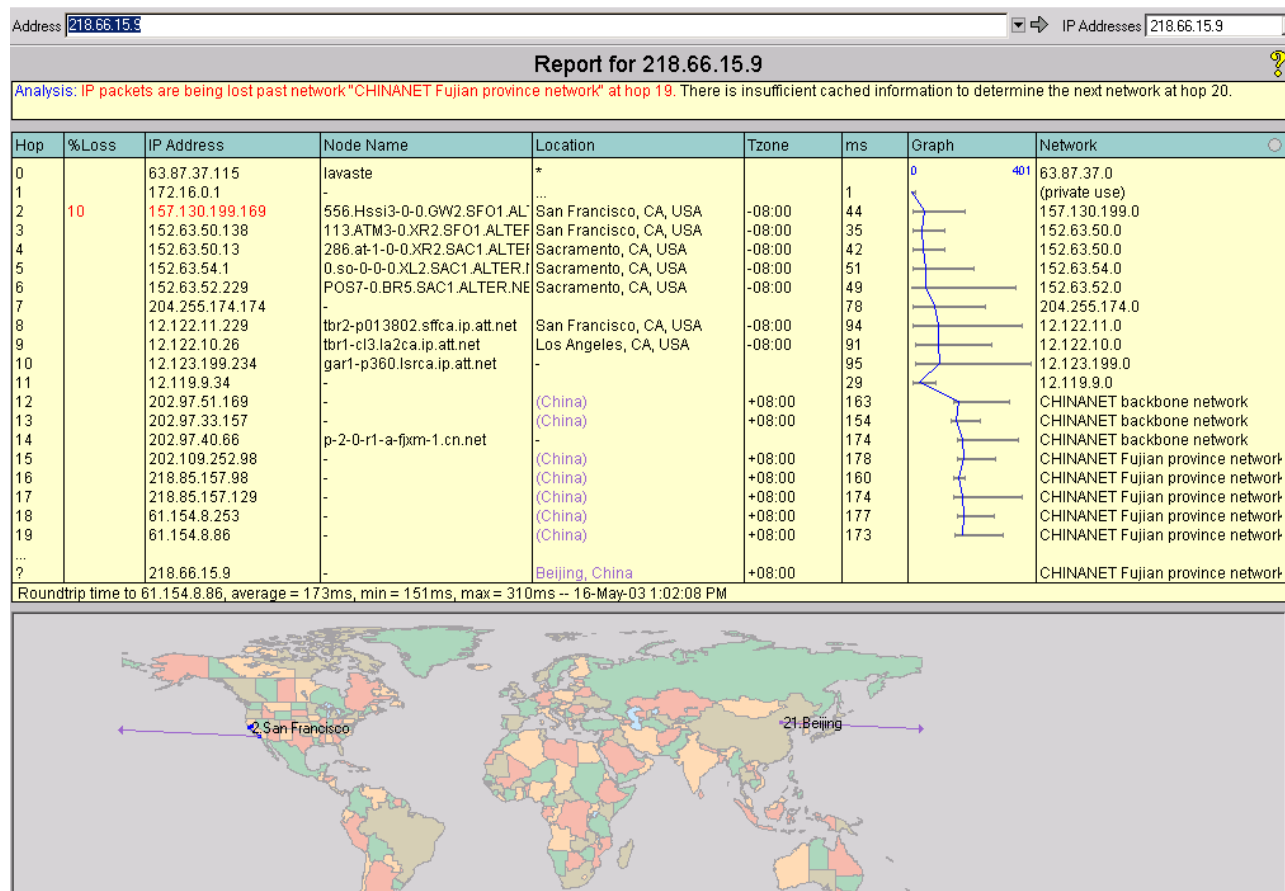 Address 218.66.15.9 IP Addresses 218.66.15.9
Report for 218.66.15.9
Analysis: IP packets are being lost past network "CHINANET Fujian province network" at hop 19. There is insufficient cached information to determine the next network at hop 20.
Hop %Loss IP Address Node Name Location Tzone ms Graph Network
0 63.87.37.115 lavaste * 0 401 63.87.37.0
1 172.16.0.1 - ... 1 (private use)
2 10 157.130.199.169 556.Hssi3-0-0.GW2.SFO1.AL San Francisco, CA, USA -08:00 44 157.130.199.0
3 152.63.50.138 113.ATM3-0.XR2.SFO1.ALTEF San Francisco, CA, USA -08:00 35 152.63.50.0
4 152.63.50.13 286.at-1-0-0.XR2.SAC1.ALTEF Sacramento, CA, USA -08:00 42 152.63.50.0
5 152.63.54.1 0.so-0-0-0.XL2.SAC1.ALTER.I Sacramento, CA, USA -08:00 51 152.63.54.0
6 152.63.52.229 POS7-0.BR5.SAC1.ALTER.NE Sacramento, CA, USA -08:00 49 152.63.52.0
7 204.255.174.174 - 78 204.255.174.0
8 12.122.11.229 tbr2-p013802.sffca.ip.att.net San Francisco, CA, USA -08:00 94 12.122.11.0
9 12.122.10.26 tbr1-cl3.la2ca.ip.att.net Los Angeles, CA, USA -08:00 91 12.122.10.0
10 12.123.199.234 gar1-p360.lsrca.ip.att.net - 95 12.123.199.0
11 12.119.9.34 - 29 12.119.9.0
12 202.97.51.169 - (China) +08:00 163 CHINANET backbone network
13 202.97.33.157 - (China) +08:00 154 CHINANET backbone network
14 202.97.40.66 p-2-0-r1-a-fjxm-1.cn.net - 174 CHINANET backbone network
15 202.109.252.98 - (China) +08:00 178 CHINANET Fujian province network
16 218.85.157.98 - (China) +08:00 160 CHINANET Fujian province network
17 218.85.157.129 - (China) +08:00 174 CHINANET Fujian province network
18 61.154.8.253 - (China) +08:00 177 CHINANET Fujian province network
19 61.154.8.86 - (China) +08:00 173 CHINANET Fujian province network
...
? 218.66.15.9 - Beijing, China +08:00 CHINANET Fujian province network
Roundtrip time to 61.154.8.86, average = 173ms, min = 151ms, max = 310ms -- 16-May-03 1:02:08 PM
2.San Francisco
21.Beijing